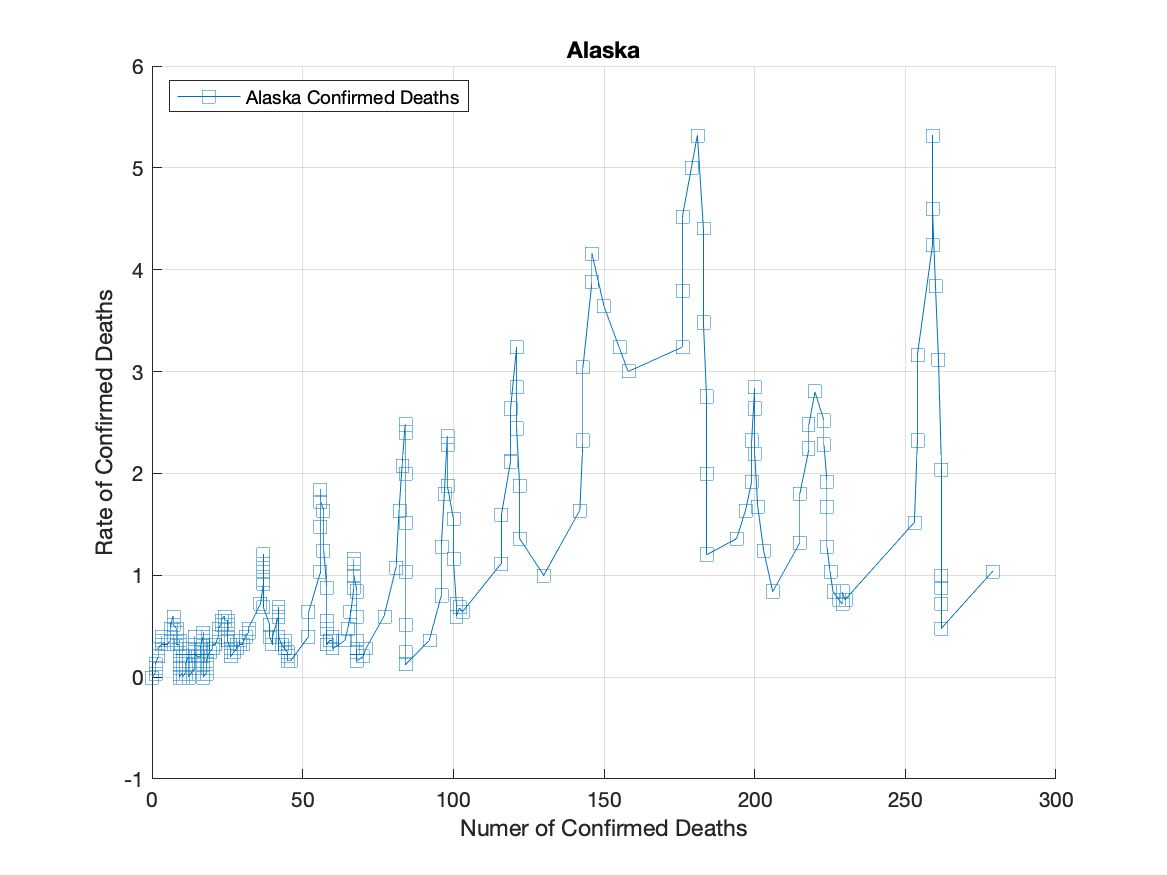 Alaska
Alaska Confirmed Deaths
6
5
4
3
2
1
0
-1
Rate of Confirmed Deaths
0 50 100 150 200 250 300
Numer of Confirmed Deaths